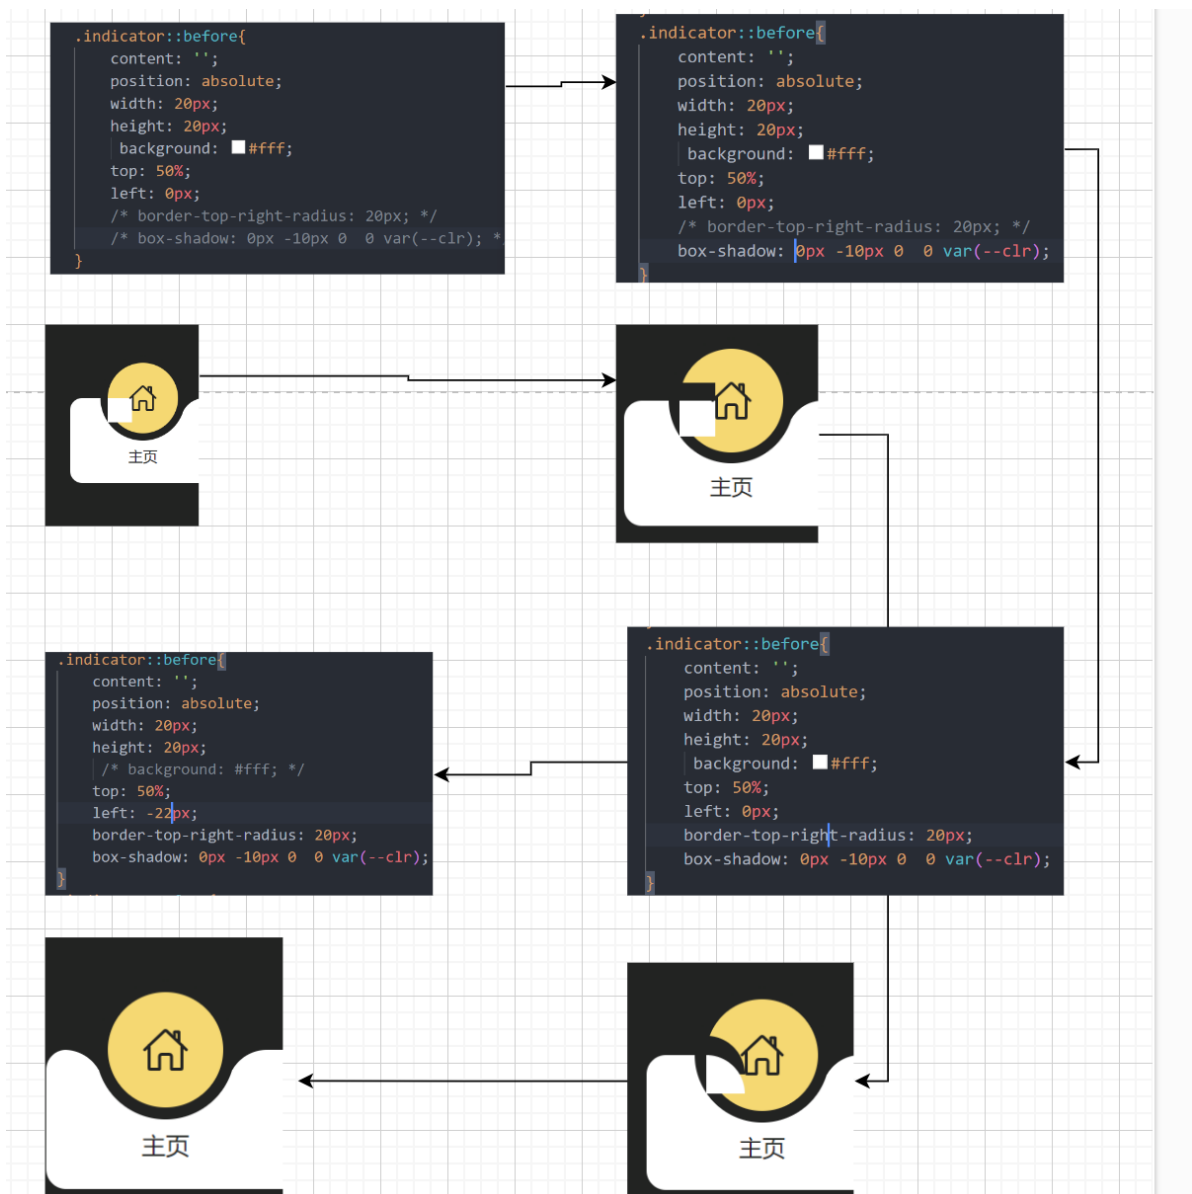 .indicator::before{
content: '';
position: absolute;
width: 20px;
height: 20px;
background: #fff;
top: 50%;
left: 0px;
/* border-top-right-radius: 20px; */
/* box-shadow: 0px -10px 0  0 var(--clr); *
}
.indicator::before{
content: '';
position: absolute;
width: 20px;
height: 20px;
background: #fff;
top: 50%;
left: 0px;
/* border-top-right-radius: 20px; */
box-shadow: 0px -10px 0  0 var(--clr);
}
主页
主页
.indicator::before{
content: '';
position: absolute;
width: 20px;
height: 20px;
background: #fff;
top: 50%;
left: 0px;
border-top-right-radius: 20px;
box-shadow: 0px -10px 0  0 var(--clr);
}
.indicator::before{
content: '';
position: absolute;
width: 20px;
height: 20px;
/* background: #fff; */
top: 50%;
left: -22px;
border-top-right-radius: 20px;
box-shadow: 0px -10px 0  0 var(--clr);
}
主页
主页